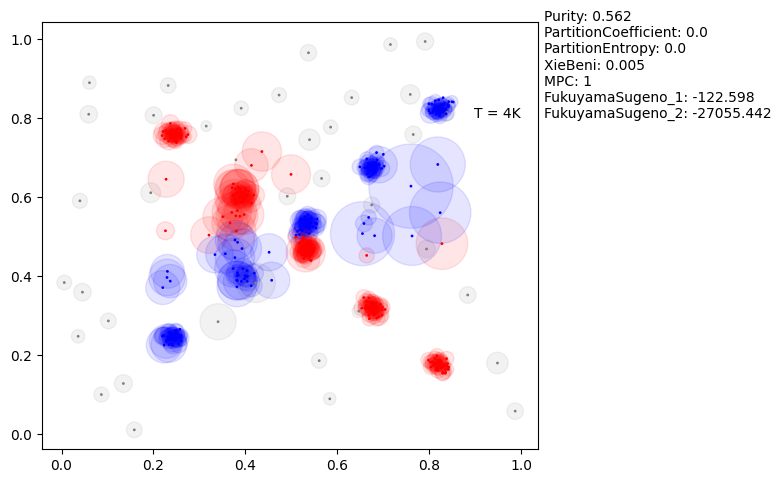 Purity: 0.562
PartitionCoefficient: 0.0
PartitionEntropy: 0.0
XieBeni: 0.005
MPC: 1
FukuyamaSugeno_1: -122.598
FukuyamaSugeno_2: -27055.442
T = 4K
1.0
0.8
0.6
0.4
0.2
0.0
0.0 0.2 0.4 0.6 0.8 1.0